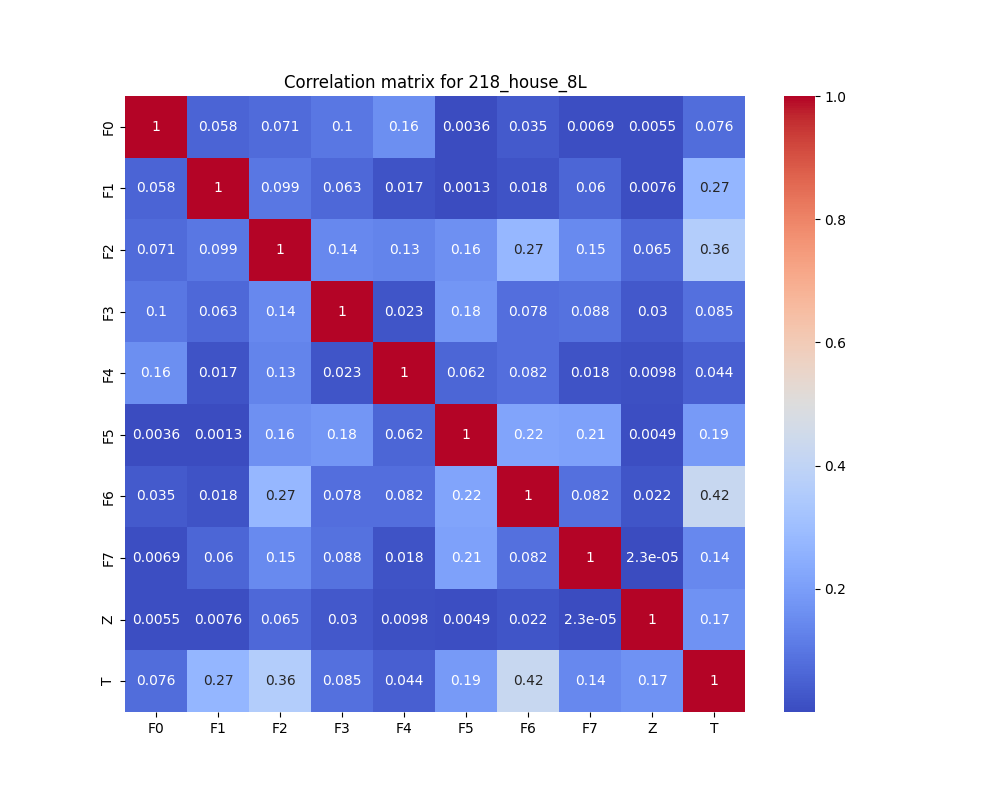 Correlation matrix for 218_house_8L
F0 1 0.058 0.071 0.1 0.16 0.0036 0.035 0.0069 0.0055 0.076
F1 0.058 1 0.099 0.063 0.017 0.0013 0.018 0.06 0.0076 0.27
F2 0.071 0.099 1 0.14 0.13 0.16 0.27 0.15 0.065 0.36
F3 0.1 0.063 0.14 1 0.023 0.18 0.078 0.088 0.03 0.085
F4 0.16 0.017 0.13 0.023 1 0.062 0.082 0.018 0.0098 0.044
F5 0.0036 0.0013 0.16 0.18 0.062 1 0.22 0.21 0.0049 0.19
F6 0.035 0.018 0.27 0.078 0.082 0.22 1 0.082 0.022 0.42
F7 0.0069 0.06 0.15 0.088 0.018 0.21 0.082 1 2.3e-05 0.14
Z 0.0055 0.0076 0.065 0.03 0.0098 0.0049 0.022 2.3e-05 1 0.17
T 0.076 0.27 0.36 0.085 0.044 0.19 0.42 0.14 0.17 1
F0 F1 F2 F3 F4 F5 F6 F7 Z T
1.0
0.8
0.6
0.4
0.2